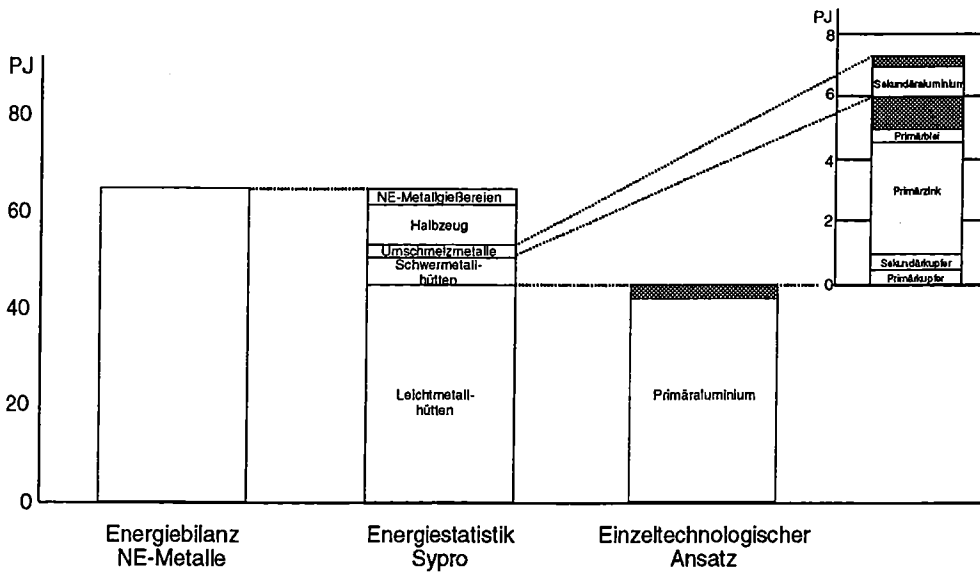 PJ
80
60
40
20
0
NE-Metallgießereien
Halbzeug
Umschmelzmetalle
Schwermetall-
hütten
Leichtmetall-
hütten
Primäraluminium
PJ
8
6
4
2
0
Sekundäraluminium
Primärblei
Primärzink
Sekundärkupfer
Primärkupfer
Energiebilanz
NE-Metalle
Energiestatistik
Sypro
Einzeltechnologischer
Ansatz